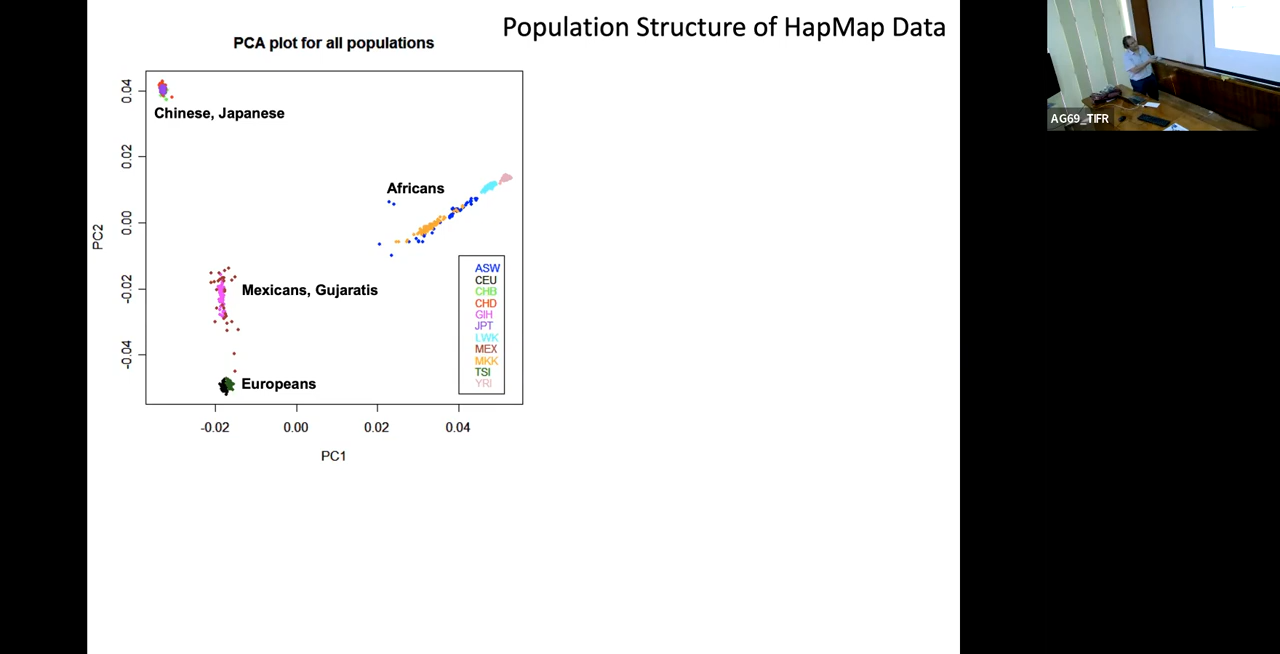 Population Structure of HapMap Data
PCA plot for all populations
0.04
0.02
0.00
-0.02
-0.04
PC2
Chinese, Japanese
Africans
Mexicans, Gujaratis
Europeans
ASW
CEU
CHB
CHD
GIH
JPT
LWK
MEX
MKK
TSI
YRI
-0.02
0.00
0.02
0.04
PC1
AG69_TIFR